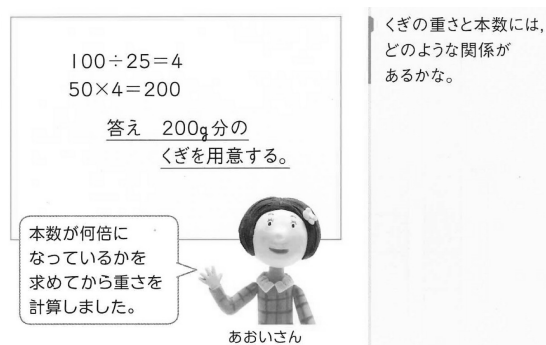 100÷25=4
50×4=200
答え 200g分の
くぎを用意する。
本数が何倍に
なっているかを
求めてから重さを
計算しました。
あおいさん
くぎの重さと本数には,
どのような関係が
あるかな。